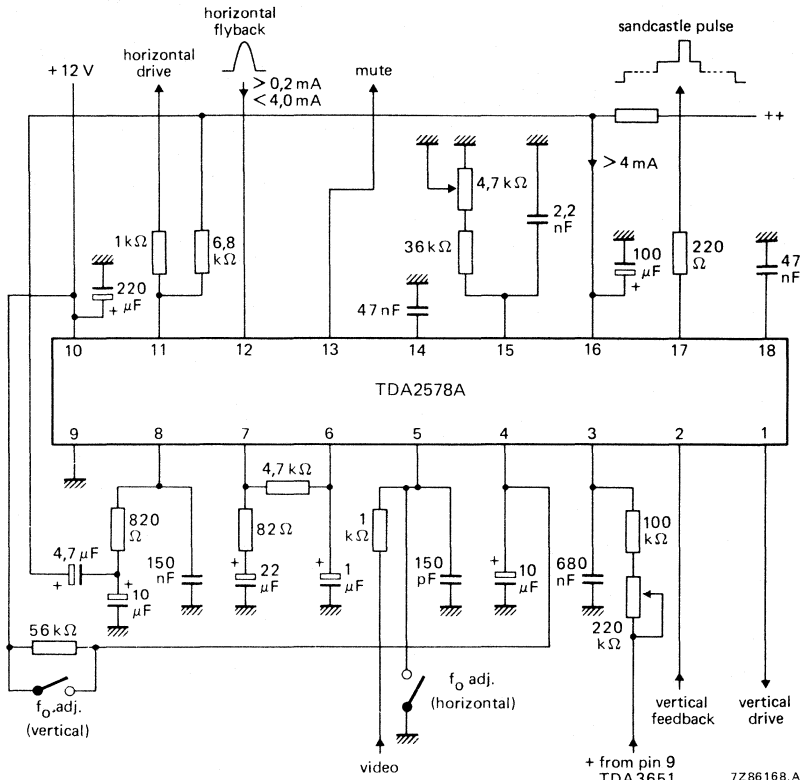 horizontal
flyback
sandcastle pulse
horizontal
drive
+ 12 V
mute
> 0,2 mA
< 4,0 mA
++
> 4 mA
4,7 kΩ
2,2
nF
1 kΩ
6,8
kΩ
36 kΩ
100
μF
+
220
Ω
47
nF
220
μF
+
47 nF
10
11
12
13
14
15
16
17
18
TDA2578A
9
8
7
6
5
4
3
2
1
4,7 kΩ
820
Ω
82 Ω
1
kΩ
100
kΩ
4,7 μF
+
150
nF
+
10
μF
+
22
μF
+
1
μF
150
pF
+
10
μF
680
nF
220
kΩ
56 kΩ
fo adj.
(vertical)
fo adj.
(horizontal)
vertical
feedback
vertical
drive
video
+ from pin 9
TDA3651
7Z86168.A